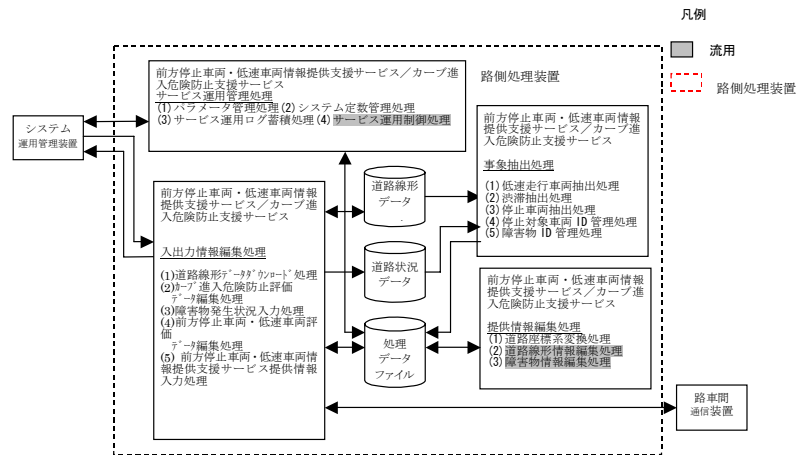 凡例
流用
路側処理装置
路側処理装置
前方停止車両・低速車両情報提供支援サービス／カーブ進
入危険防止支援サービス
サービス運用管理処理
(1)パラメータ管理処理(2)システム定数管理処理
(3)サービス運用ログ蓄積処理(4)サービス運用制御処理
システム
運用管理装置
前方停止車両・低速車両情報
提供支援サービス／カーブ進
入危険防止支援サービス
入出力情報編集処理
(1)道路線形ﾃﾞｰﾀﾀﾞｳﾝﾛｰﾄﾞ処理
(2)ｶｰﾌﾞ進入危険防止評価
ﾃﾞｰﾀ編集処理
(3)障害物発生状況入力処理
(4)前方停止車両・低速車両評
価
ﾃﾞｰﾀ編集処理
(5) 前方停止車両・低速車両情
報提供支援サービス提供情報
入力処理
道路線形
データ
道路状況
データ
処理
データ
ファイル
前方停止車両・低速車両情報
提供支援サービス／カーブ進
入危険防止支援サービス
事象抽出処理
(1)低速走行車両抽出処理
(2)渋滞抽出処理
(3)停止車両抽出処理
(4)停止対象車両 ID 管理処理
(5)障害物 ID 管理処理
前方停止車両・低速車両情報
提供支援サービス／カーブ進
入危険防止支援サービス
提供情報編集処理
(1)道路座標系変換処理
(2)道路線形情報編集処理
(3)障害物情報編集処理
路車間
通信装置